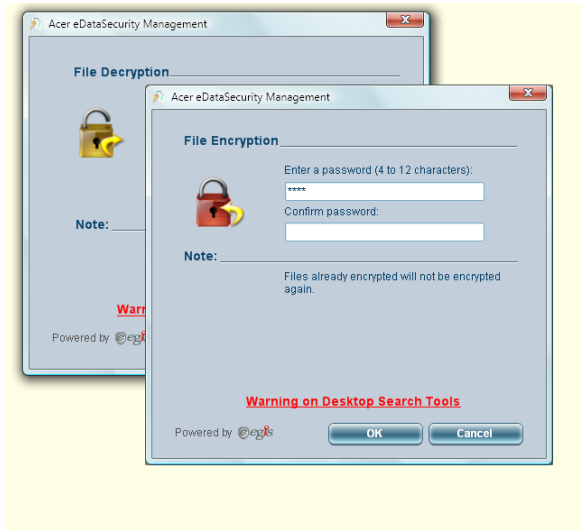 Acer eDataSecurity Management
File Decryption
Note:
Powered by
Acer eDataSecurity Management
File Encryption
Enter a password (4 to 12 characters):
****
Confirm password:
Note:
Files already encrypted will not be encrypted
again.
Warning on Desktop Search Tools
Powered by egis
OK
Cancel